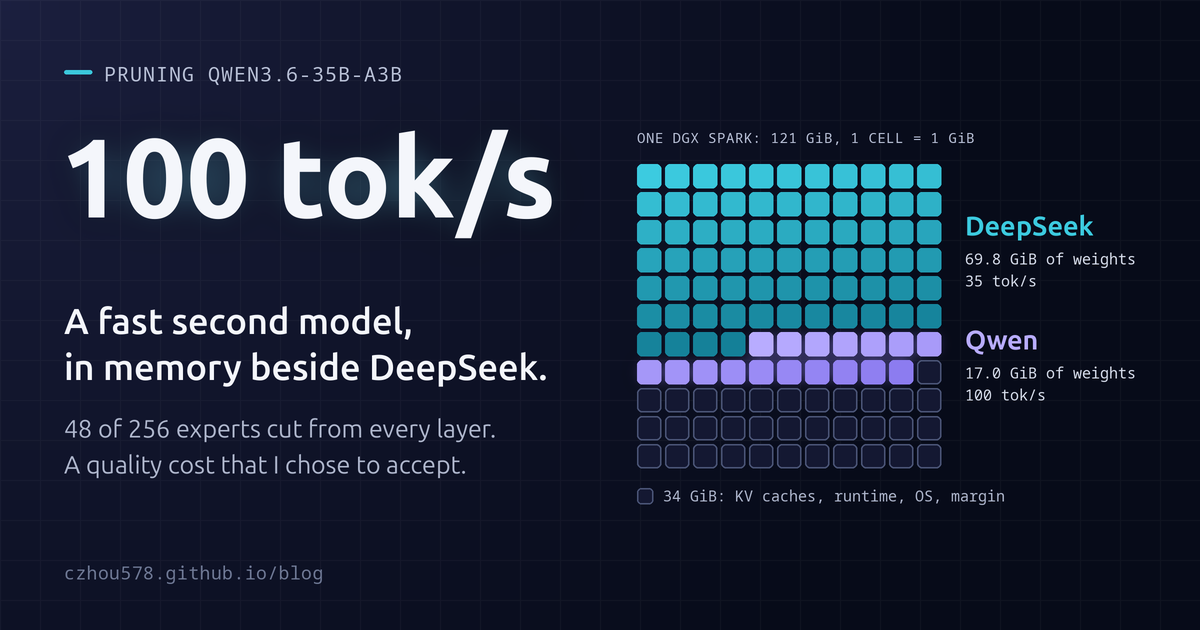 PRUNING QWEN3.6-35B-A3B
100 tok/s
A fast second model,
in memory beside DeepSeek.
48 of 256 experts cut from every layer.
A quality cost that I chose to accept.
czhou578.github.io/blog
ONE DGX SPARK: 121 GiB, 1 CELL = 1 GiB
DeepSeek
69.8 GiB of weights
35 tok/s
Qwen
17.0 GiB of weights
100 tok/s
34 GiB: KV caches, runtime, OS, margin